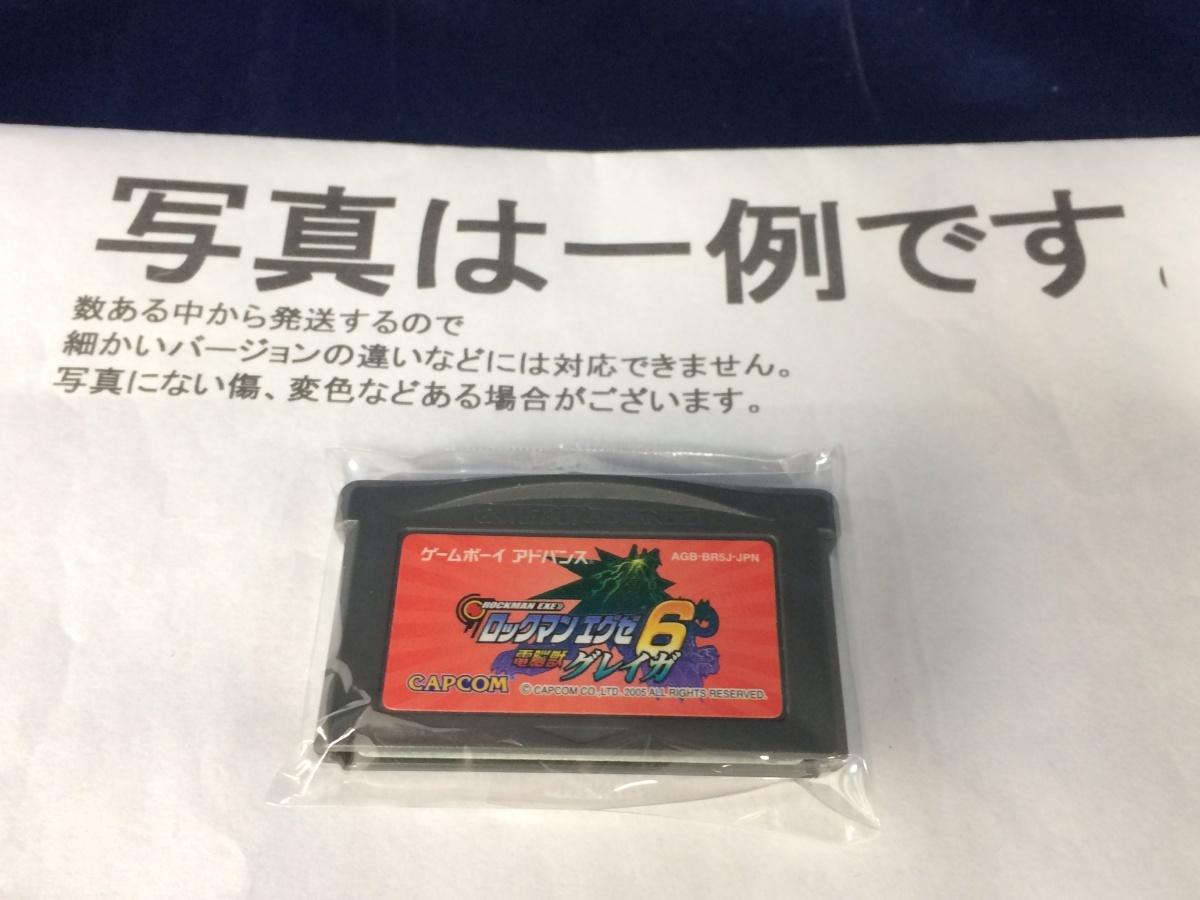 写真は一例です。
数ある中から発送するので
細かいバージョンの違いなどには対応できません。
写真にない傷、変色などある場合がございます。
GAME BOY ADVANCE
ゲームボーイ アドバンス
AGB-BR5J-JPN
ROCKMAN EXE
ロックマン エグゼ6
電脳獣 グレイガ
CAPCOM
© CAPCOM CO., LTD. 2005 ALL RIGHTS RESERVED.